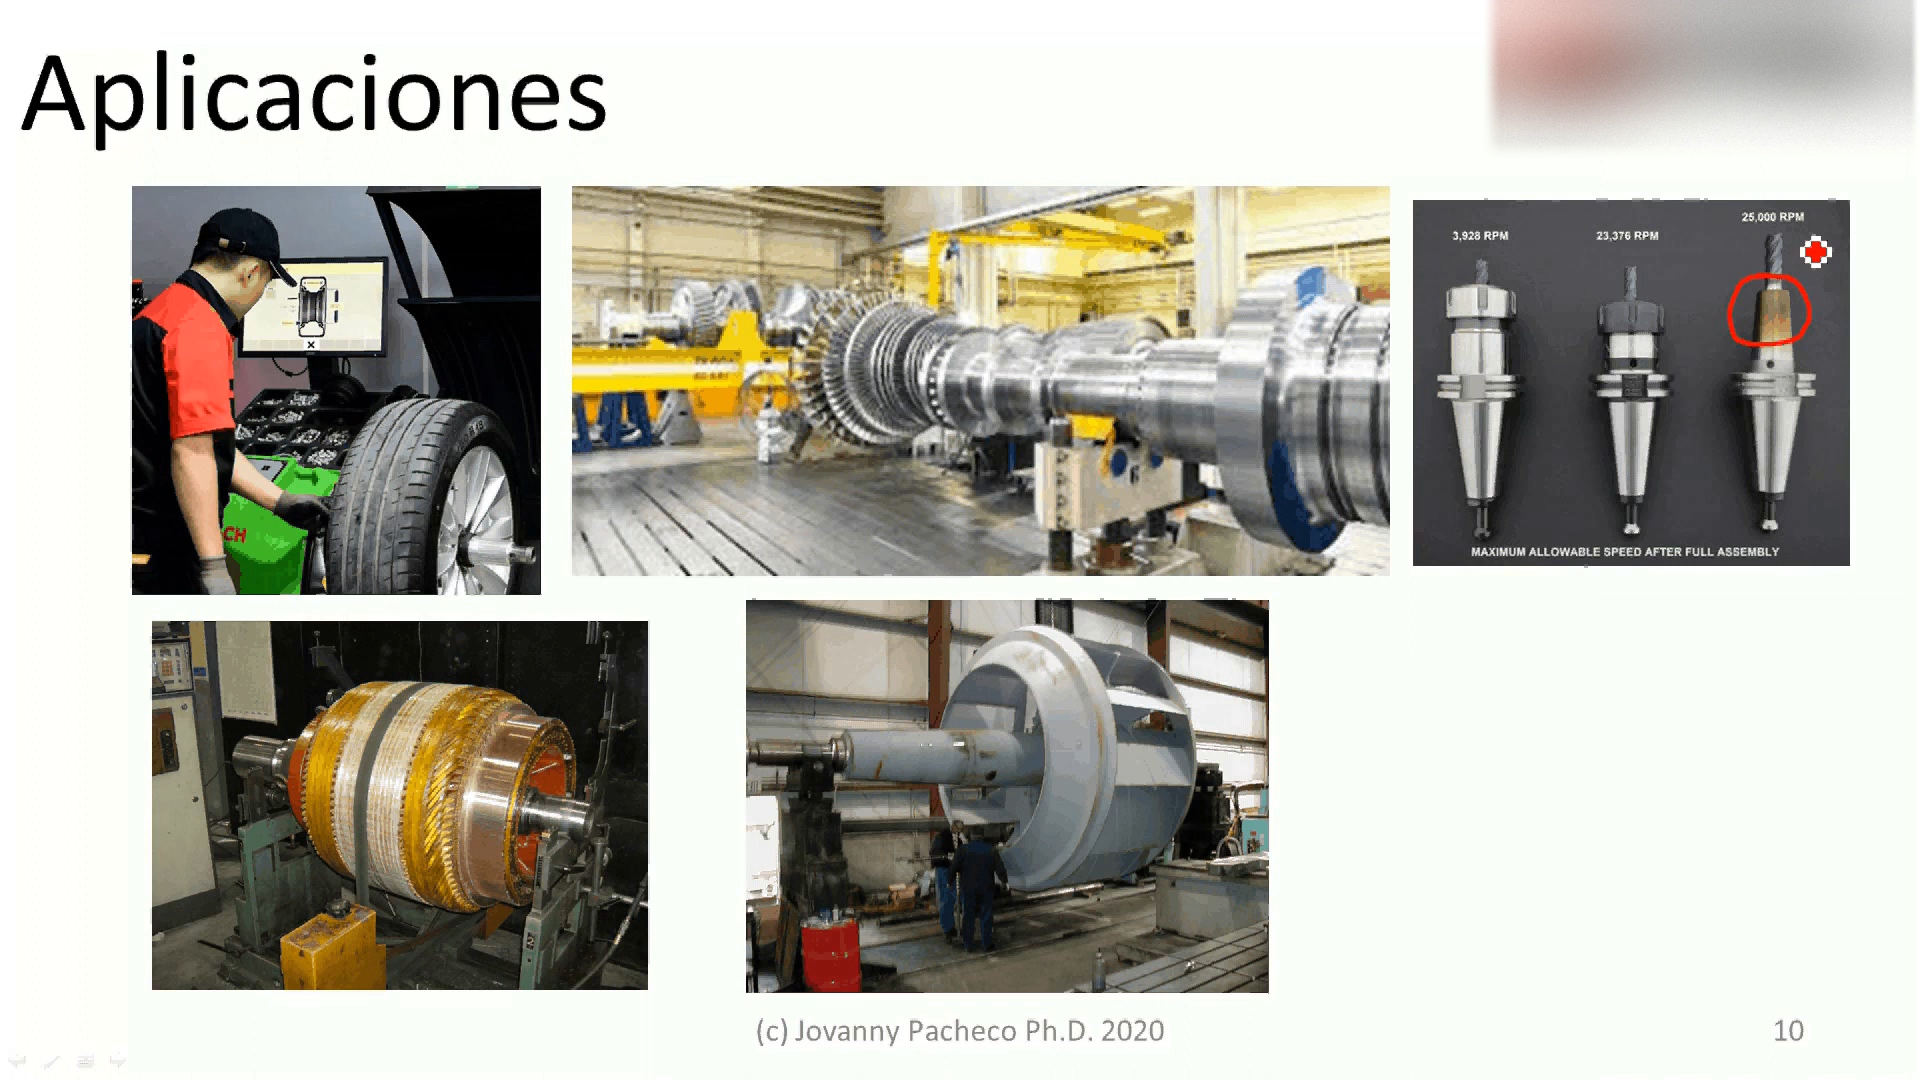 Aplicaciones
3,928 RPM
23,376 RPM
25,000 RPM
MAXIMUM ALLOWABLE SPEED AFTER FULL ASSEMBLY
CH
(c) Jovanny Pacheco Ph.D. 2020
10